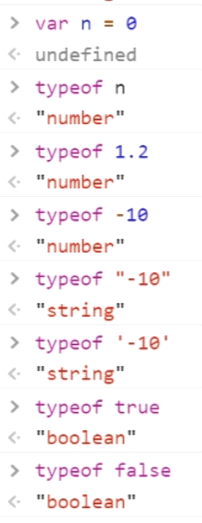 > var n = 0
< undefined
> typeof n
< "number"
> typeof 1.2
< "number"
> typeof -10
< "number"
> typeof "-10"
< "string"
> typeof '-10'
< "string"
> typeof true
< "boolean"
> typeof false
< "boolean"